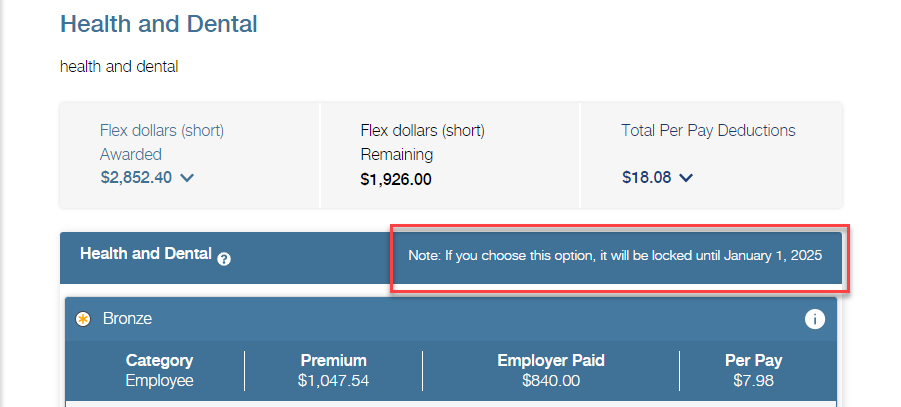 Health and Dental
health and dental
Flex dollars (short)
Awarded
$2,852.40
Flex dollars (short)
Remaining
$1,926.00
Total Per Pay Deductions
$18.08
Health and Dental ?
Note: If you choose this option, it will be locked until January 1, 2025
Bronze
i
Category Premium Employer Paid Per Pay
Employee $1,047.54 $840.00 $7.98